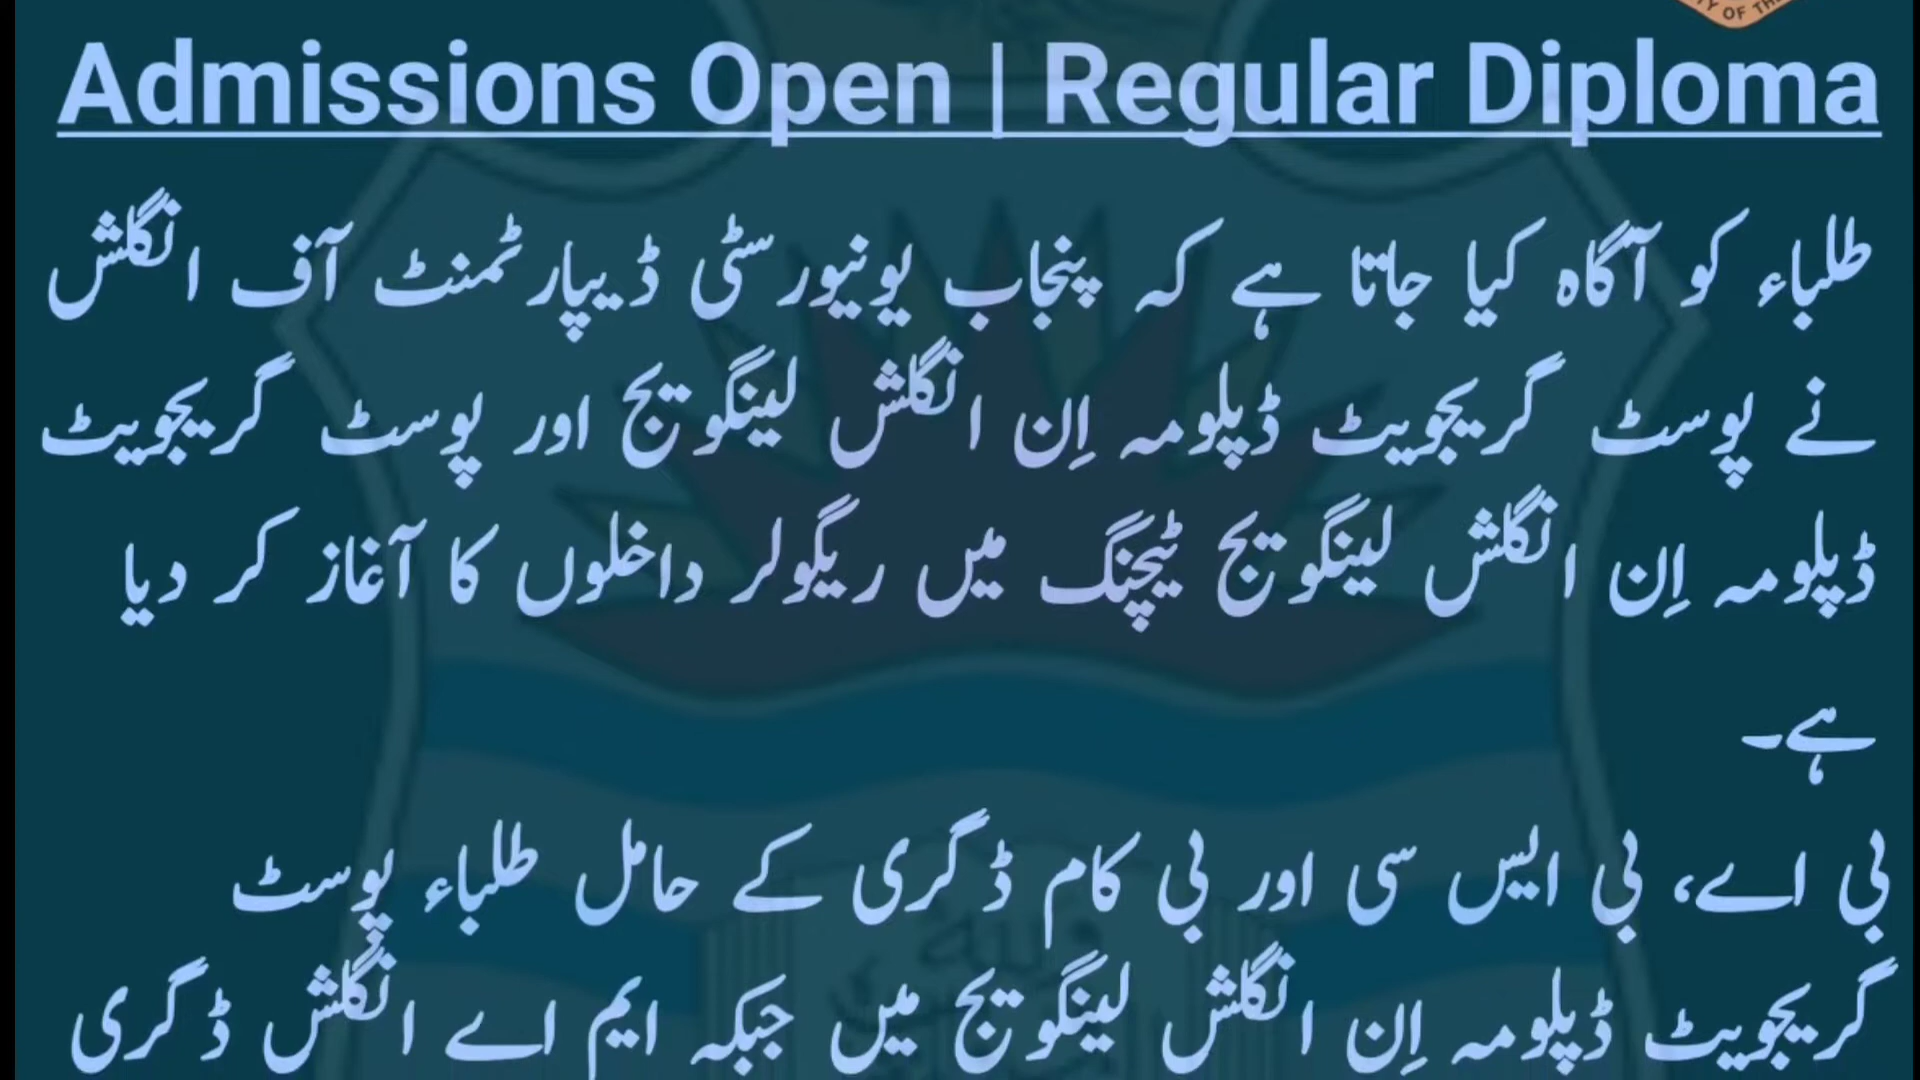 Y OF THE
Admissions Open | Regular Diploma
طلباء کو آگاہ کیا جاتا ہے کہ پنجاب یونیورسٹی ڈیپارٹمنٹ آف انگلش
نے پوسٹ گریجویٹ ڈپلومہ اِن انگلش لینگویج اور پوسٹ گریجویٹ
ڈپلومہ اِن انگلش لینگویج ٹیچنگ میں ریگولر داخلوں کا آغاز کر دیا
ہے۔
بی اے، بی ایس سی اور بی کام ڈگری کے حامل طلباء پوسٹ
گریجویٹ ڈپلومہ اِن انگلش لینگویج میں جبکہ ایم اے انگلش ڈگری